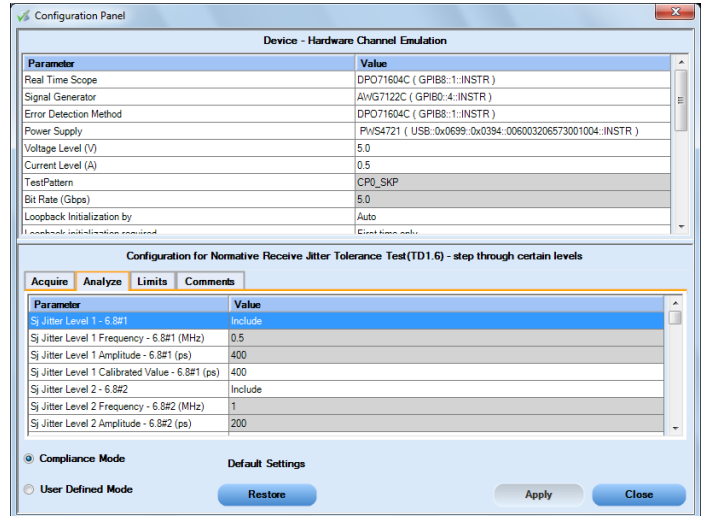 Configuration Panel
Device - Hardware Channel Emulation
Parameter Value
Real Time Scope DPO71604C ( GPIB8::1::INSTR )
Signal Generator AWG7122C ( GPIB0::4::INSTR )
Error Detection Method DPO71604C ( GPIB8::1::INSTR )
Power Supply PWS4721 ( USB::0x0699::0x0394::006003206573001004::INSTR )
Voltage Level (V) 5.0
Current Level (A) 0.5
TestPattern CP0_SKP
Bit Rate (Gbps) 5.0
Loopback Initialization by Auto
Loopback initialization required First time only
Configuration for Normative Receive Jitter Tolerance Test(TD1.6) - step through certain levels
Acquire Analyze Limits Comments
Parameter Value
Sj Jitter Level 1 - 6.8#1 Include
Sj Jitter Level 1 Frequency - 6.8#1 (MHz) 0.5
Sj Jitter Level 1 Amplitude - 6.8#1 (ps) 400
Sj Jitter Level 1 Calibrated Value - 6.8#1 (ps) 400
Sj Jitter Level 2 - 6.8#2 Include
Sj Jitter Level 2 Frequency - 6.8#2 (MHz) 1
Sj Jitter Level 2 Amplitude - 6.8#2 (ps) 200
Compliance Mode
Default Settings
User Defined Mode
Restore Apply Close